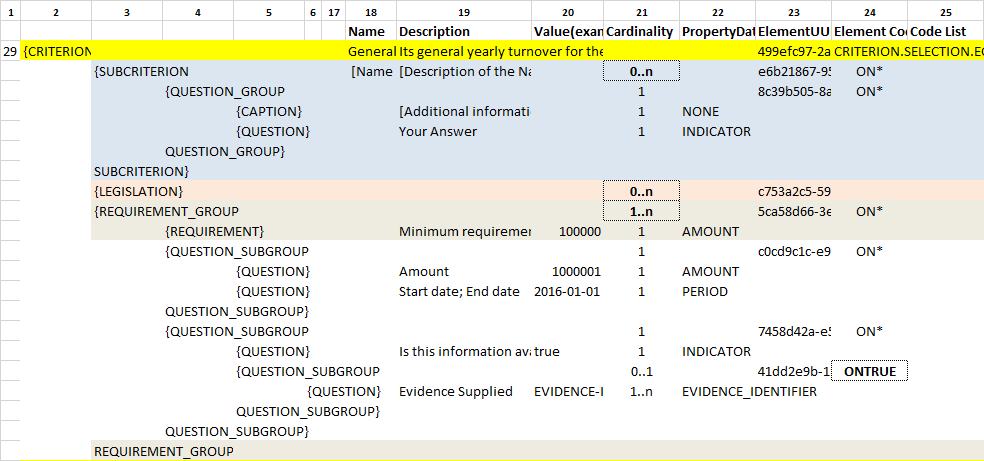 1 2 4 5 6 17 18 19 20 21 22 23 24 25
Name Description Value(exam Cardinality PropertyDat ElementUU Element Co Code List
29 {CRITERION General Its general yearly turnover for the 499efc97-2a CRITERION.SELECTION.EC
{SUBCRITERION [Name [Description of the Na 0..n e6b21867-95 ON*
{QUESTION_GROUP 1 8c39b505-8a ON*
{CAPTION} [Additional informati 1 NONE
{QUESTION} Your Answer 1 INDICATOR
QUESTION_GROUP}
SUBCRITERION}
{LEGISLATION} 0..n c753a2c5-59
{REQUIREMENT_GROUP 1..n 5ca58d66-3e ON*
{REQUIREMENT} Minimum requiremen 100000 1 AMOUNT
{QUESTION_SUBGROUP 1 c0cd9c1c-e9 ON*
{QUESTION} Amount 1000001 1 AMOUNT
{QUESTION} Start date; End date 2016-01-01 1 PERIOD
QUESTION_SUBGROUP}
{QUESTION_SUBGROUP 1 7458d42a-e5 ON*
{QUESTION} Is this information ava true 1 INDICATOR
{QUESTION_SUBGROUP 0..1 41dd2e9b-1 ONTRUE
{QUESTION} Evidence Supplied EVIDENCE-I 1..n EVIDENCE_IDENTIFIER
QUESTION_SUBGROUP}
QUESTION_SUBGROUP}
REQUIREMENT_GROUP